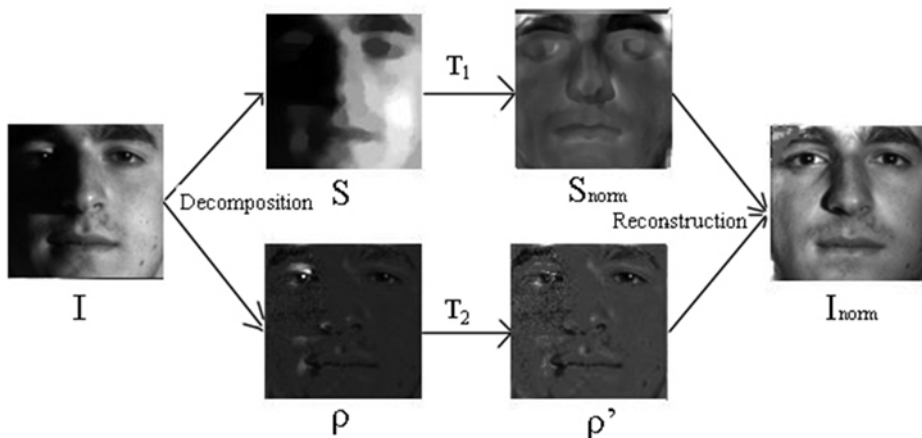 T1
S
Snorm
Decomposition
Reconstruction
I
Inorm
T2
ρ
ρ’